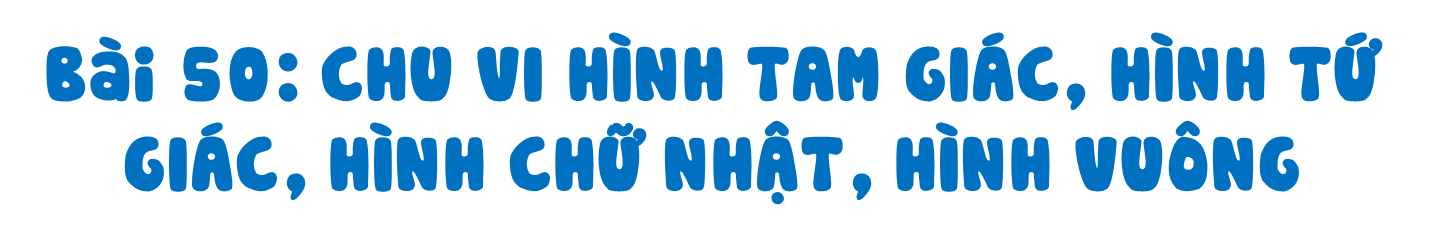 Bài 50: CHU VI HÌNH TAM GIÁC, HÌNH TỨ
GIÁC, HÌNH CHỮ NHẬT, HÌNH VUÔNG